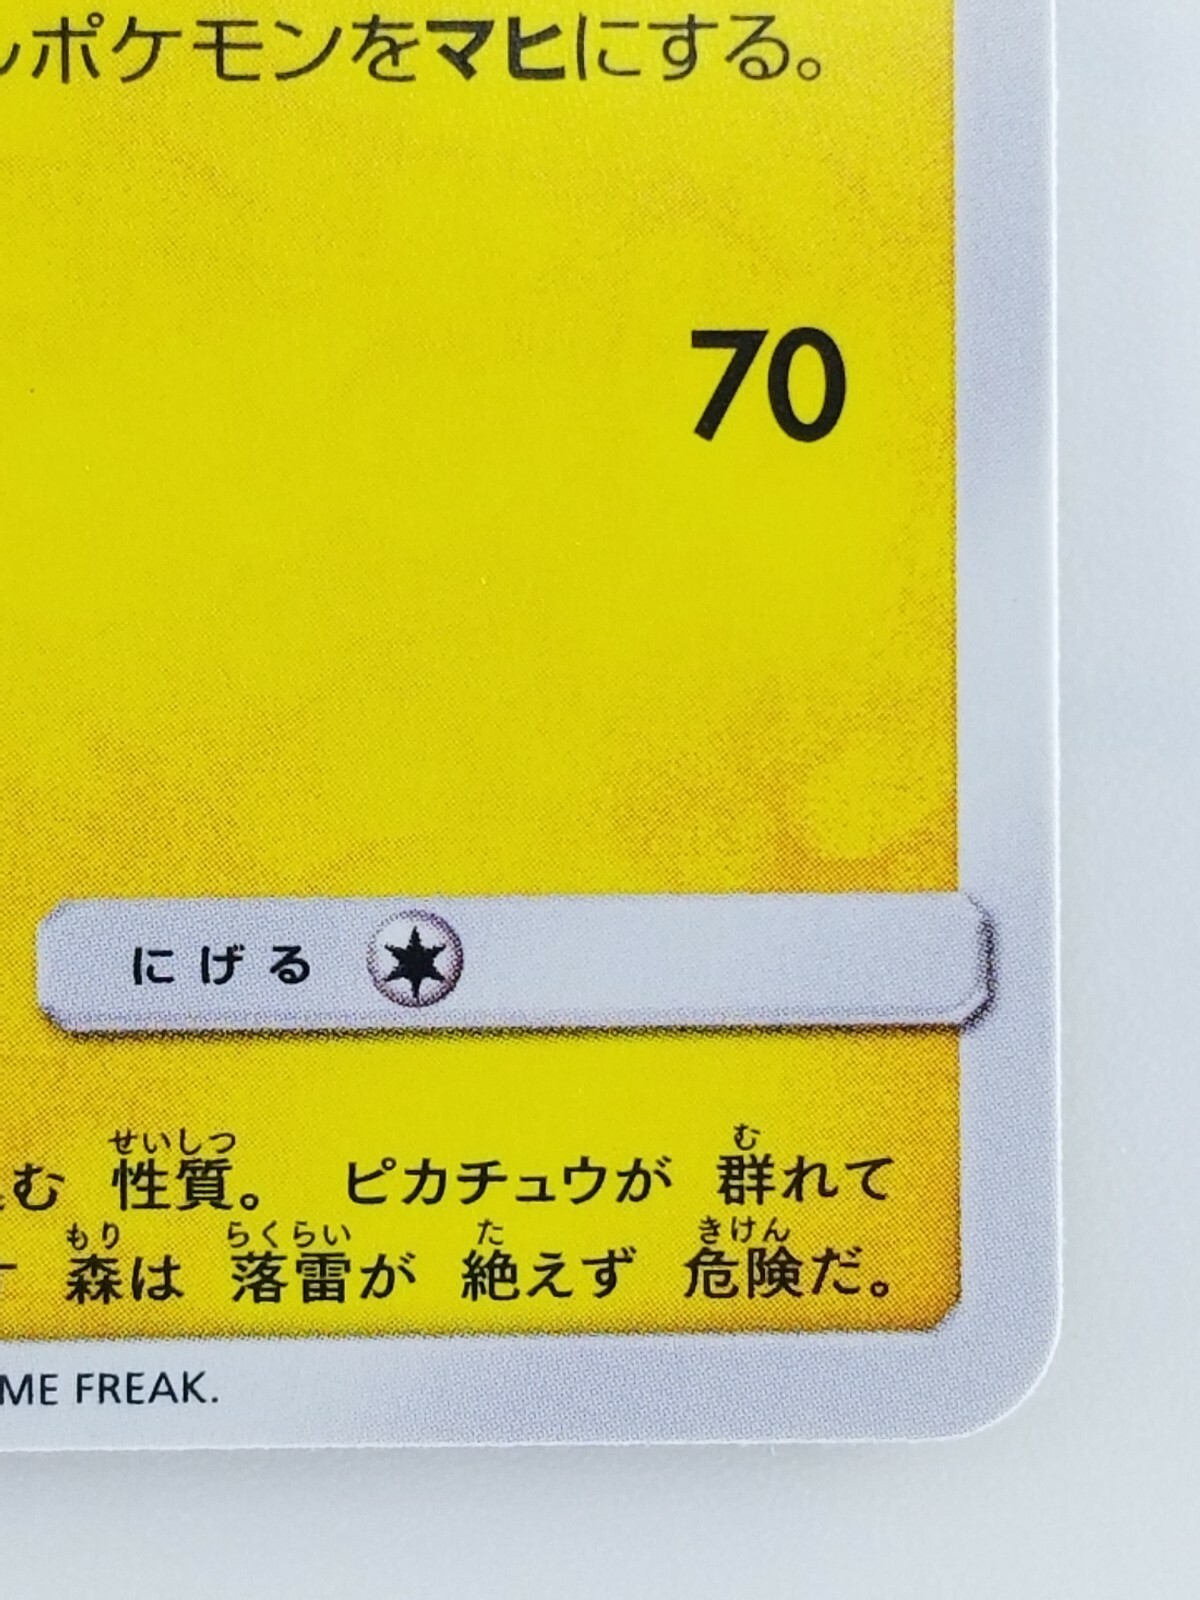 ポケモンをマヒにする。
70
にげる
せいしつ む
む 性質。 ピカチュウが 群れて
もり らくらい た きけん
森は 落雷が 絶えず 危険だ。
ME FREAK.